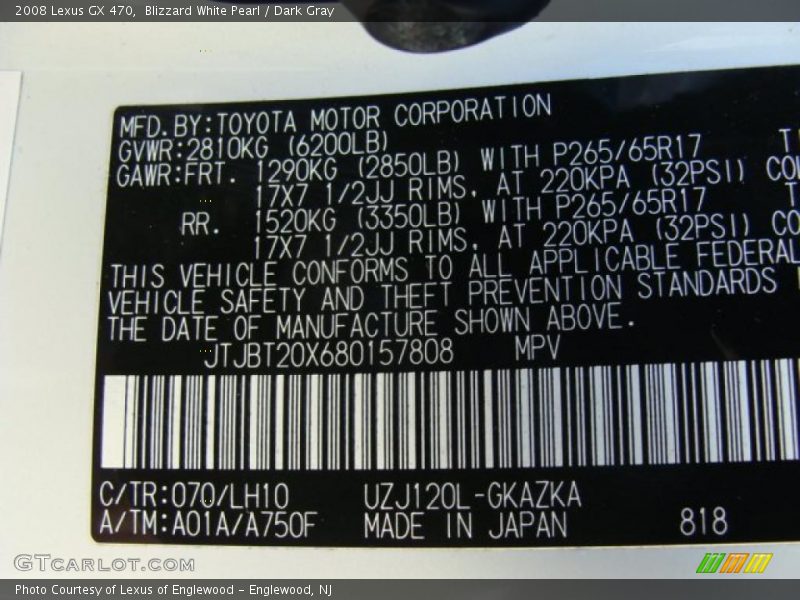 2008 Lexus GX 470, Blizzard White Pearl / Dark Gray
MFD.BY:TOYOTA MOTOR CORPORATION
GVWR:2810KG (6200LB)
GAWR:FRT. 1290KG (2850LB) WITH P265/65R17
17X7 1/2JJ RIMS, AT 220KPA (32PSI)
RR. 1520KG (3350LB) WITH P265/65R17
17X7 1/2JJ RIMS, AT 220KPA (32PSI)
THIS VEHICLE CONFORMS TO ALL APPLICABLE FEDERAL
VEHICLE SAFETY AND THEFT PREVENTION STANDARDS
THE DATE OF MANUFACTURE SHOWN ABOVE.
JTJBT20X680157808 MPV
C/TR:070/LH10 UZJ120L-GKAZKA
A/TM:A01A/A750F MADE IN JAPAN 818
GTCARLOT.COM
Photo Courtesy of Lexus of Englewood - Englewood, NJ